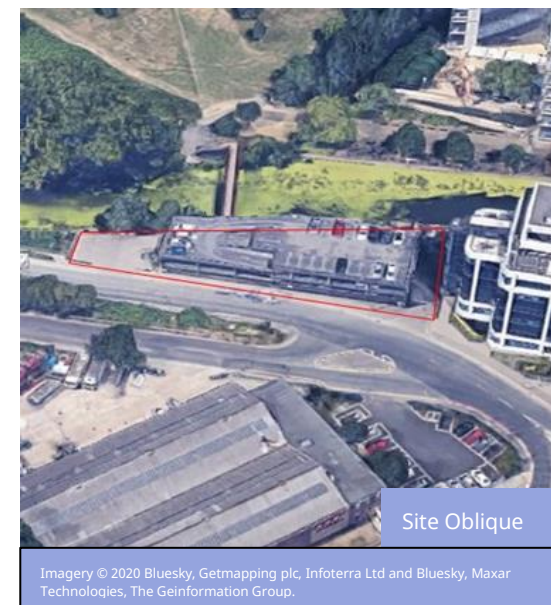 Site Oblique
Imagery © 2020 Bluesky, Getmapping plc, Infoterra Ltd and Bluesky, Maxar
Technologies, The Geinformation Group.